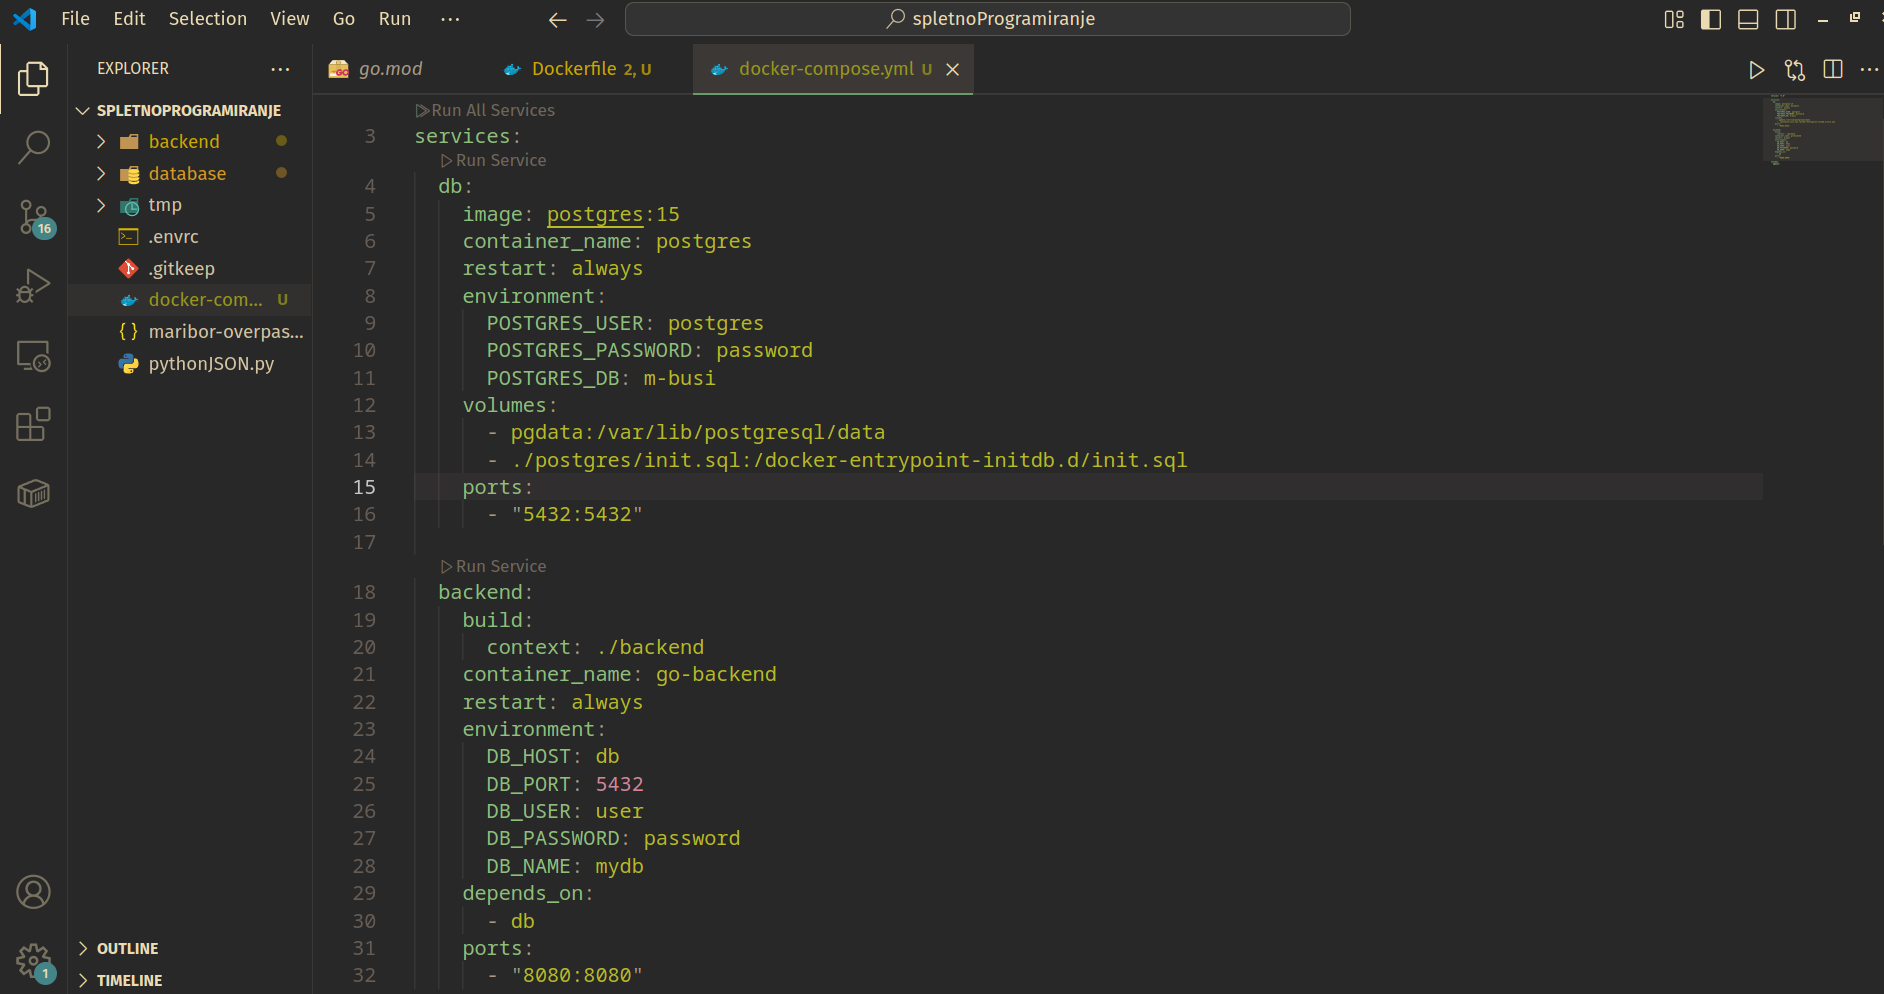 File Edit Selection View Go Run ···
spletnoProgramiranje
EXPLORER ···
go.mod
Dockerfile 2, U
docker-compose.yml U
SPLETNOPROGRAMIRANJE
backend
database
tmp
.envrc
.gitkeep
docker-com... U
maribor-overpas...
pythonJSON.py
16
OUTLINE
TIMELINE
1
Run All Services
3 services:
Run Service
4 db:
5 image: postgres:15
6 container_name: postgres
7 restart: always
8 environment:
9 POSTGRES_USER: postgres
10 POSTGRES_PASSWORD: password
11 POSTGRES_DB: m-busi
12 volumes:
13 - pgdata:/var/lib/postgresql/data
14 - ./postgres/init.sql:/docker-entrypoint-initdb.d/init.sql
15 ports:
16 - "5432:5432"
17
Run Service
18 backend:
19 build:
20 context: ./backend
21 container_name: go-backend
22 restart: always
23 environment:
24 DB_HOST: db
25 DB_PORT: 5432
26 DB_USER: user
27 DB_PASSWORD: password
28 DB_NAME: mydb
29 depends_on:
30 - db
31 ports:
32 - "8080:8080"